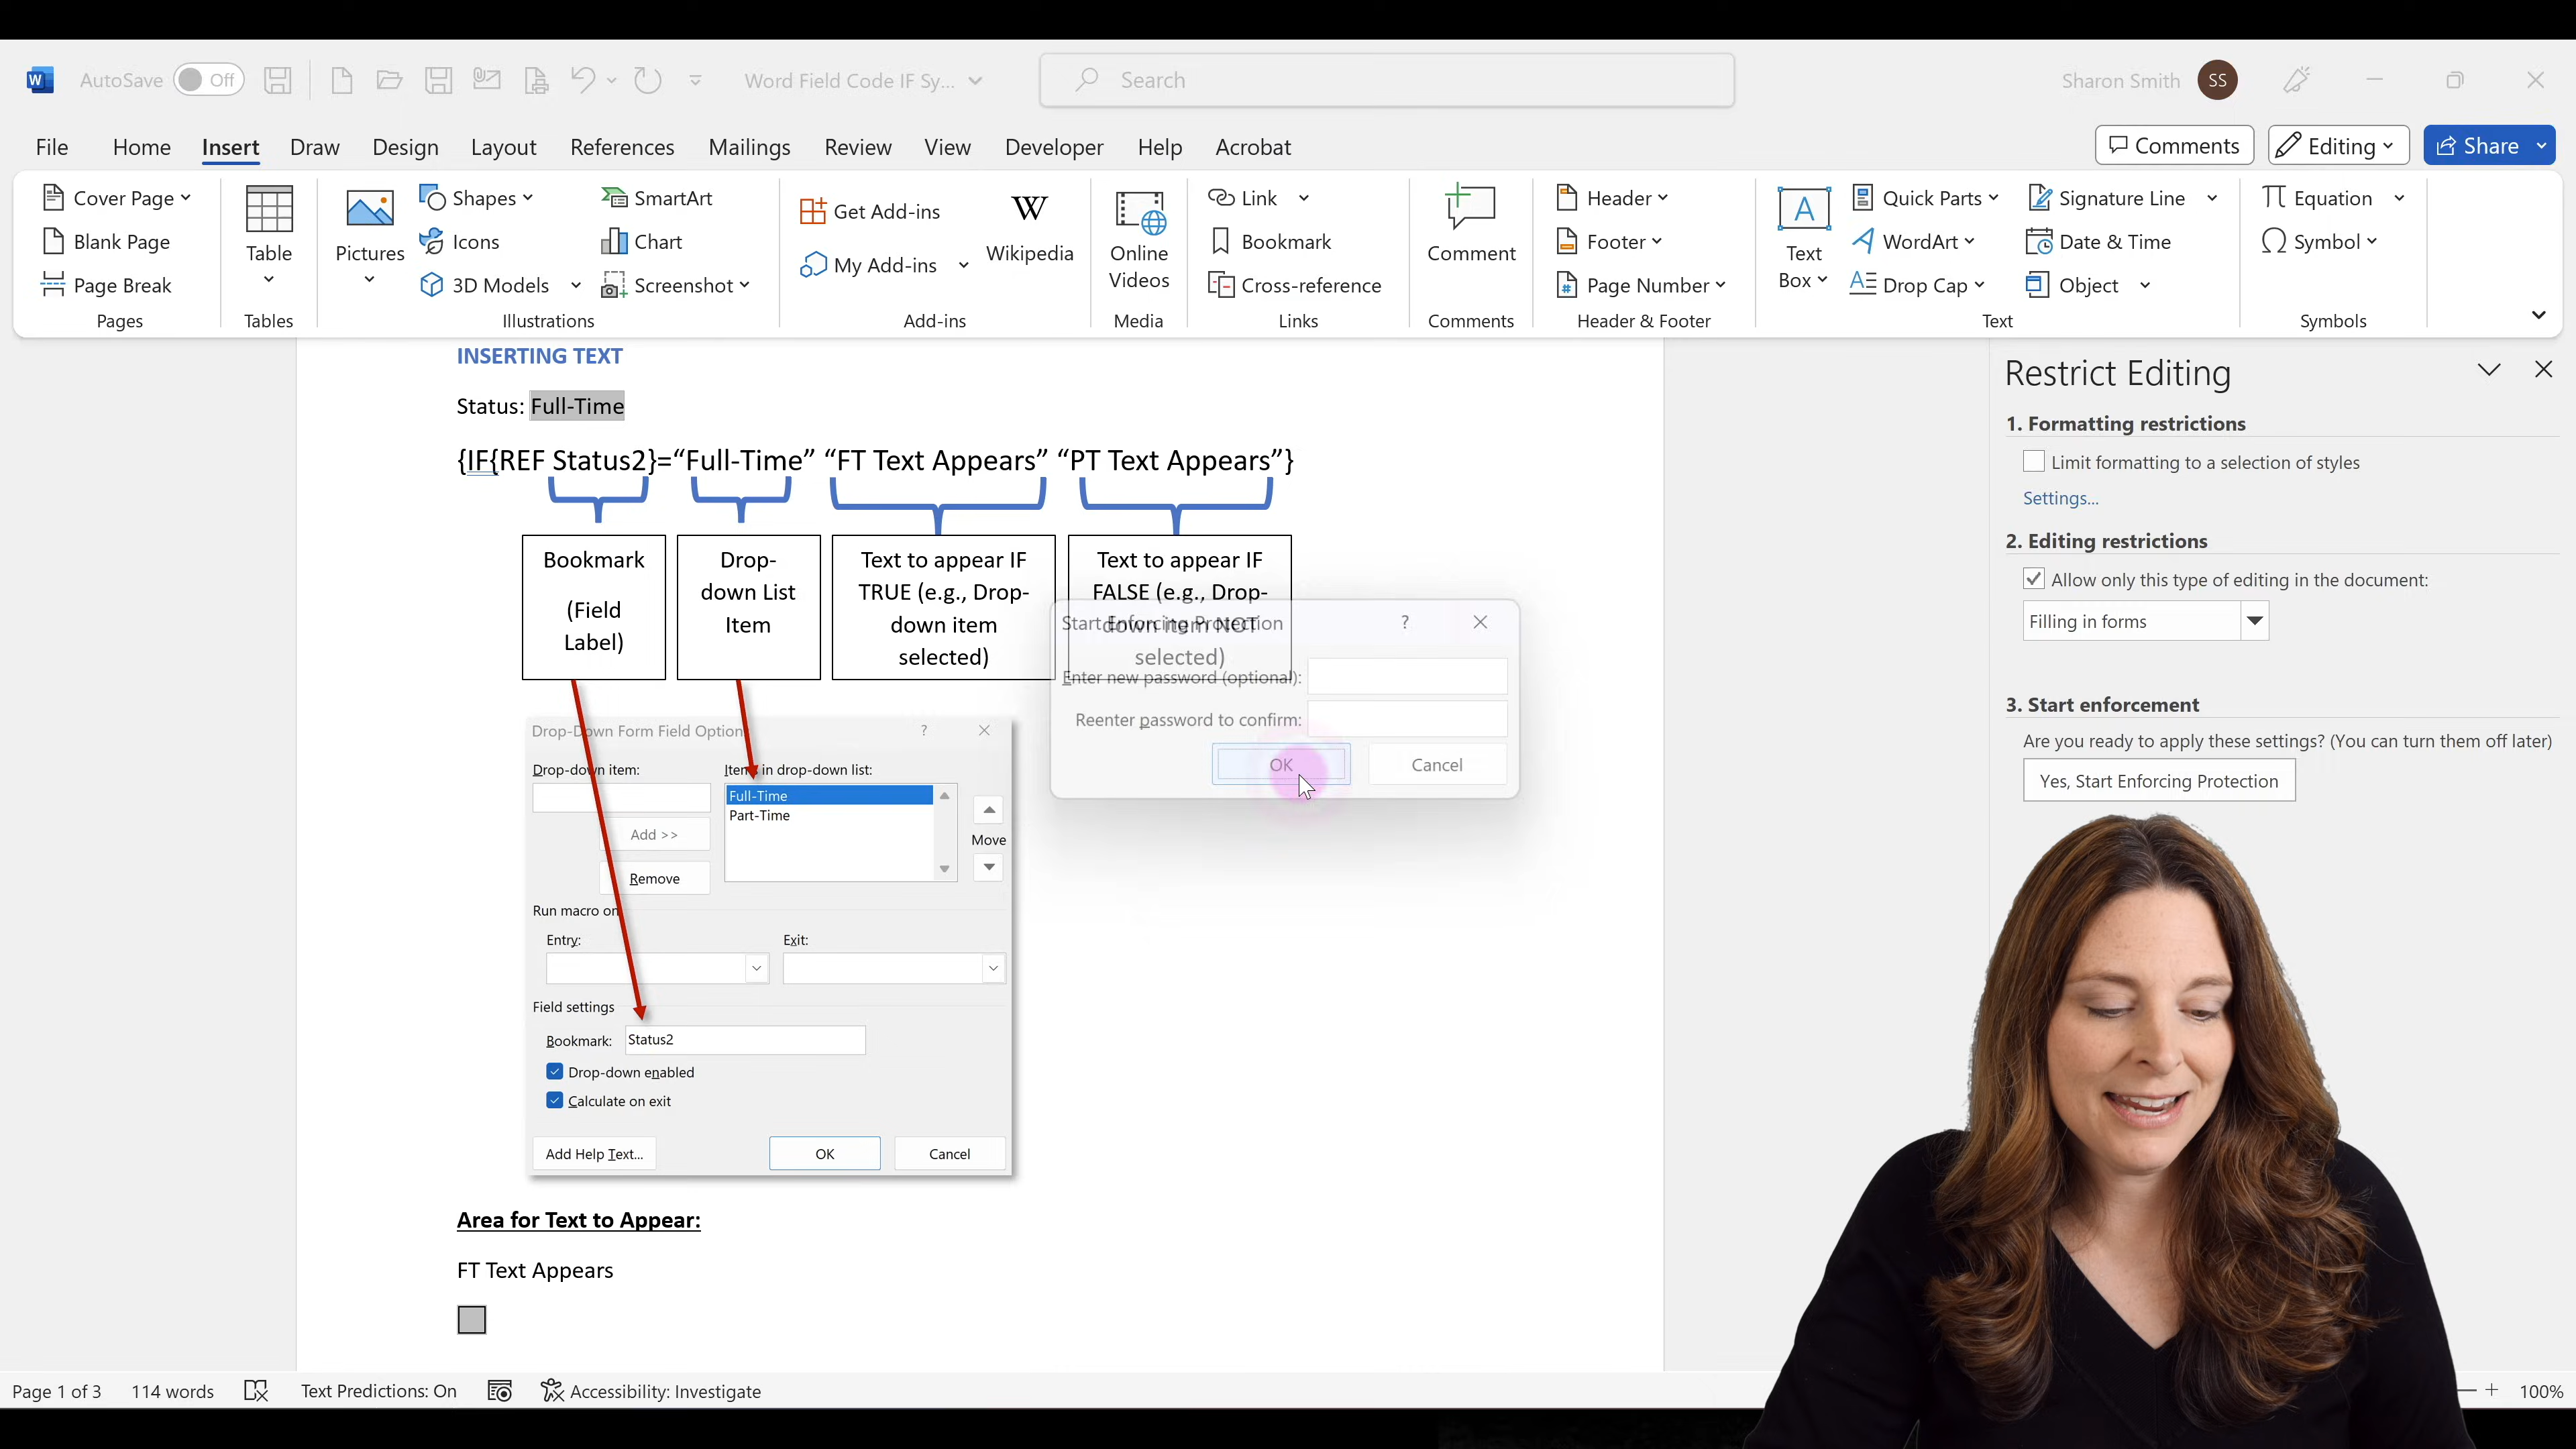 AutoSave Off Word Field Code IF Sy... Search Sharon Smith SS
File Home Insert Draw Design Layout References Mailings Review View Developer Help Acrobat Comments Editing Share
Cover Page
Blank Page
Page Break
Pages
Table
Tables
Pictures
Shapes
Icons
3D Models
SmartArt
Chart
Screenshot
Illustrations
Get Add-ins
My Add-ins
W
Wikipedia
Add-ins
Online
Videos
Media
Link
Bookmark
Cross-reference
Links
Comment
Comments
Header
Footer
Page Number
Header & Footer
A
Text
Box
Quick Parts
WordArt
Drop Cap
Signature Line
Date & Time
Object
Text
Equation
Symbol
Symbols
INSERTING TEXT
Status: Full-Time
{IF{REF Status2}=“Full-Time” “FT Text Appears” “PT Text Appears”}
Bookmark
(Field
Label)
Drop-
down List
Item
Text to appear IF
TRUE (e.g., Drop-
down item
selected)
Text to appear IF
FALSE (e.g., Drop-
down item NOT
selected)
Start Enforcing Protection ?
Enter new password (optional):
Reenter password to confirm:
OK Cancel
Drop-Down Form Field Option ?
Drop-down item:
Items in drop-down list:
Full-Time
Part-Time
Add >>
Remove
Move
Run macro on
Entry:
Exit:
Field settings
Bookmark: Status2
Drop-down enabled
Calculate on exit
Add Help Text... OK Cancel
Area for Text to Appear:
FT Text Appears
Restrict Editing
1. Formatting restrictions
Limit formatting to a selection of styles
Settings...
2. Editing restrictions
Allow only this type of editing in the document:
Filling in forms
3. Start enforcement
Are you ready to apply these settings? (You can turn them off later)
Yes, Start Enforcing Protection
Page 1 of 3 114 words Text Predictions: On Accessibility: Investigate 100%